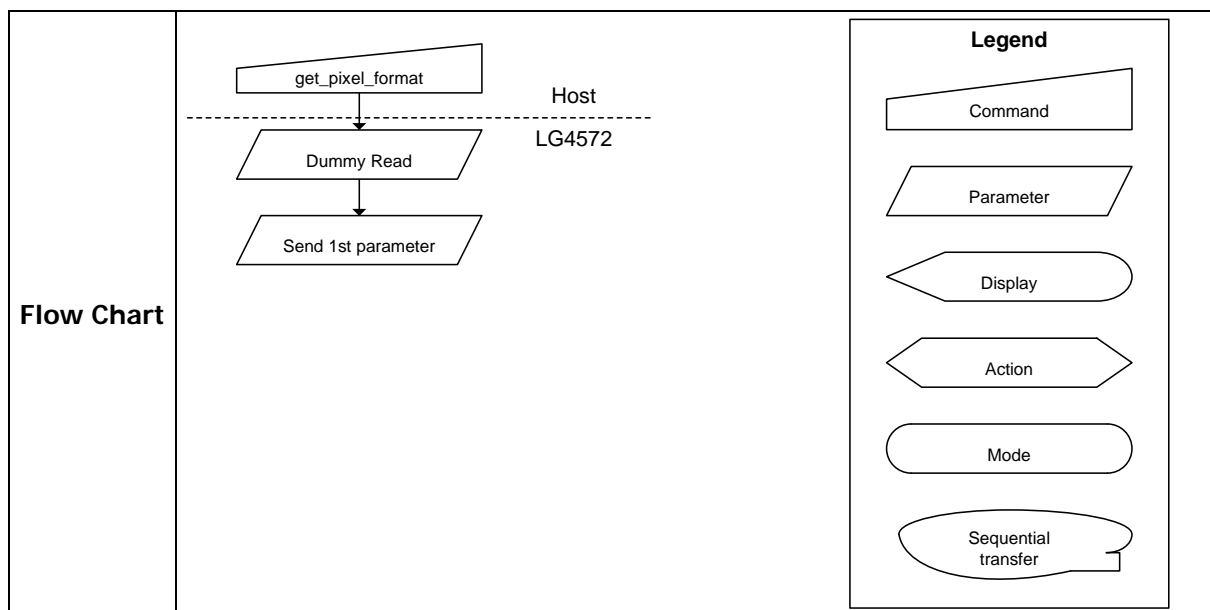 Flow Chart
get_pixel_format
Host
LG4572
Dummy Read
Send 1st parameter
Legend
Command
Parameter
Display
Action
Mode
Sequential
transfer